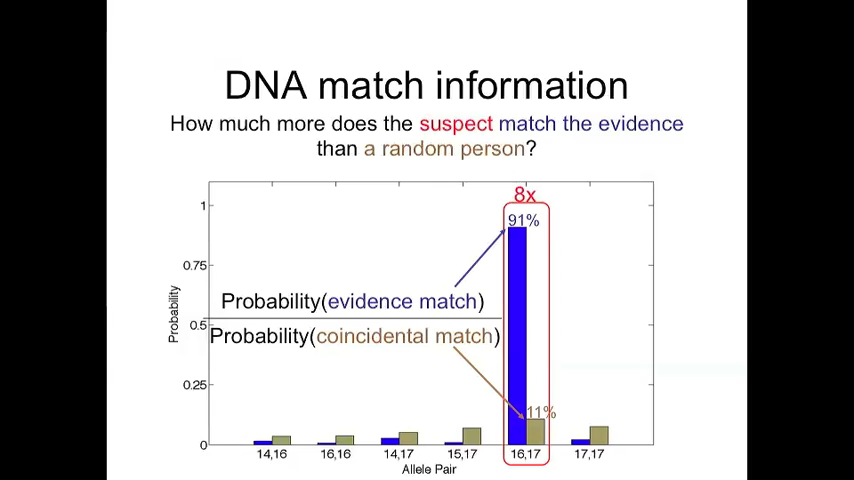 DNA match information
How much more does the suspect match the evidence
than a random person?
8x
1
91%
0.75
Probability(evidence match)
Probability
0.5
Probability(coincidental match)
0.25
11%
0
14,16 16,16 14,17 15,17 16,17 17,17
Allele Pair